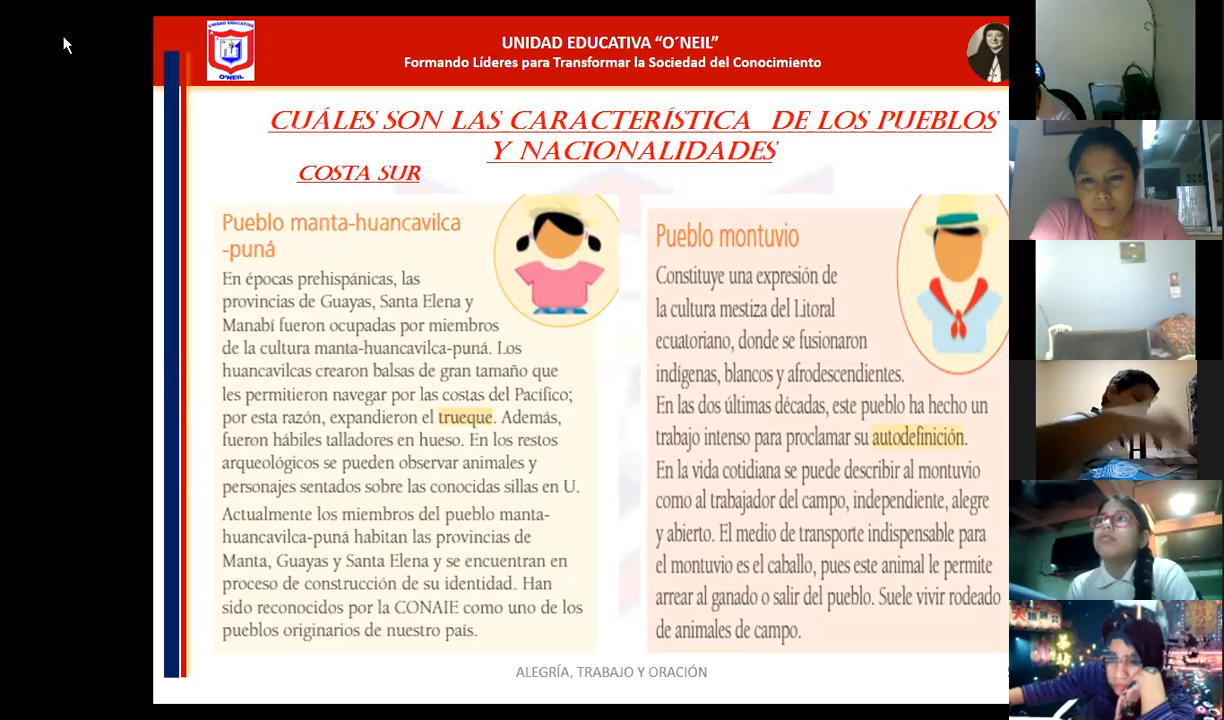 UNIDAD EDUCATIVA
O´NEIL
UNIDAD EDUCATIVA “O´NEIL”
Formando Líderes para Transformar la Sociedad del Conocimiento
CUÁLES SON LAS CARACTERÍSTICA DE LOS PUEBLOS
Y NACIONALIDADES
COSTA SUR
Pueblo manta-huancavilca
-puná
En épocas prehispánicas, las
provincias de Guayas, Santa Elena y
Manabí fueron ocupadas por miembros
de la cultura manta-huancavilca-puná. Los
huancavilcas crearon balsas de gran tamaño que
les permitieron navegar por las costas del Pacífico;
por esta razón, expandieron el trueque. Además,
fueron hábiles talladores en hueso. En los restos
arqueológicos se pueden observar animales y
personajes sentados sobre las conocidas sillas en U.
Actualmente los miembros del pueblo manta-
huancavilca-puná habitan las provincias de
Manta, Guayas y Santa Elena y se encuentran en
proceso de construcción de su identidad. Han
sido reconocidos por la CONAIE como uno de los
pueblos originarios de nuestro país.
Pueblo montuvio
Constituye una expresión de
la cultura mestiza del Litoral
ecuatoriano, donde se fusionaron
indígenas, blancos y afrodescendientes.
En las dos últimas décadas, este pueblo ha hecho un
trabajo intenso para proclamar su autodefinición.
En la vida cotidiana se puede describir al montuvio
como al trabajador del campo, independiente, alegre
y abierto. El medio de transporte indispensable para
el montuvio es el caballo, pues este animal le permite
arrear al ganado o salir del pueblo. Suele vivir rodeado
de animales de campo.
ALEGRÍA, TRABAJO Y ORACIÓN